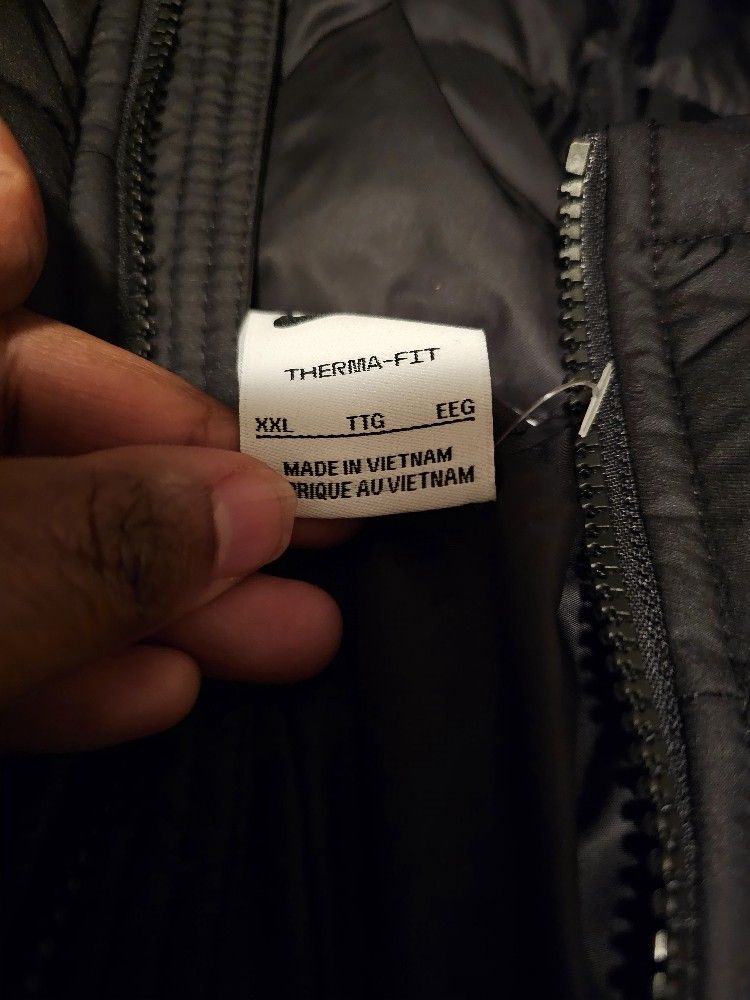 THERMA-FIT
XXL TTG EEG
MADE IN VIETNAM
AU VIETNAM